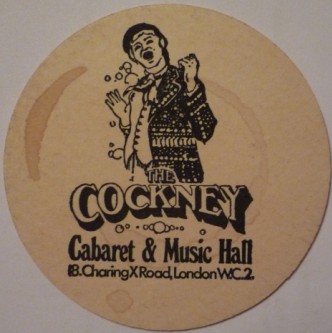 THE
COCKNEY
Cabaret & Music Hall
18.Charing X Road, London W.C.2.